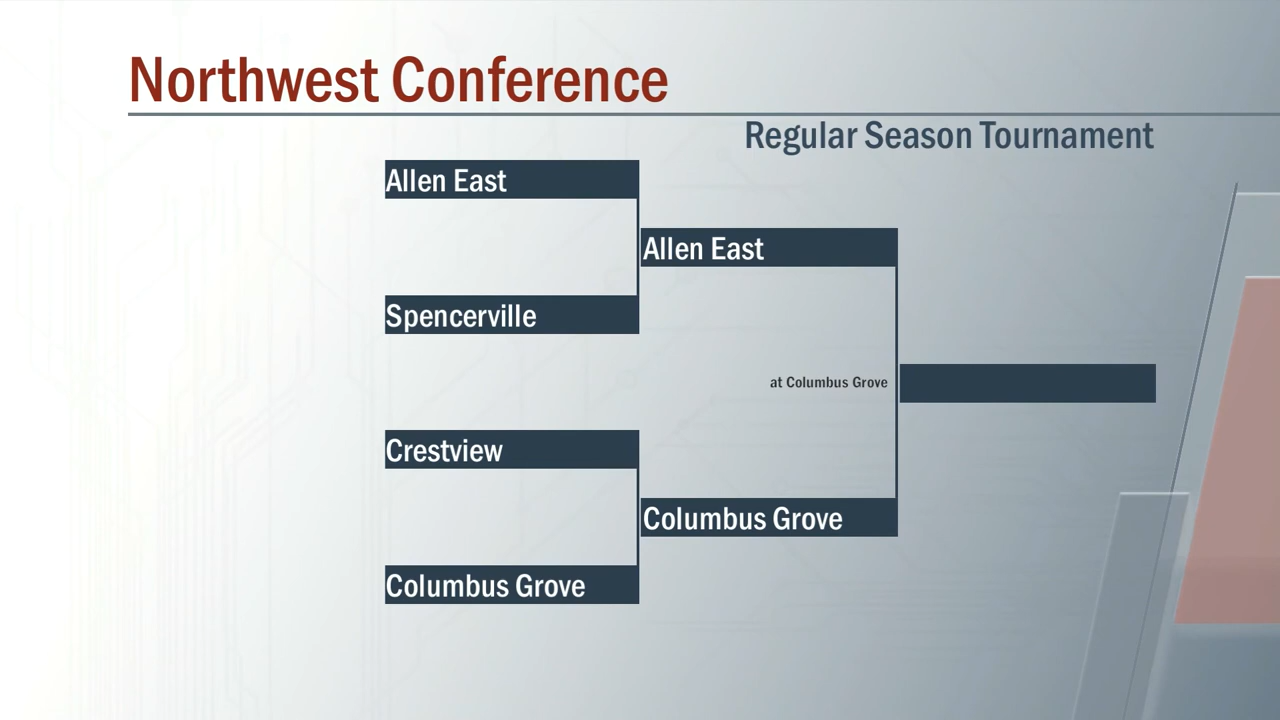 Northwest Conference
Regular Season Tournament
Allen East
Allen East
Spencerville
at Columbus Grove
Crestview
Columbus Grove
Columbus Grove